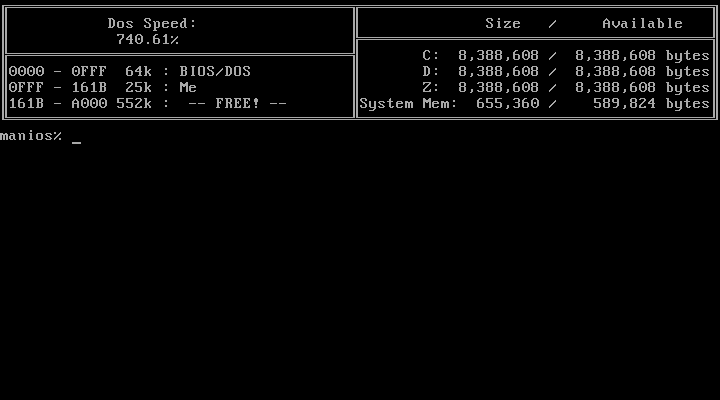 Dos Speed:
740.61%
0000 - 0FFF  64k : BIOS/DOS
0FFF - 161B  25k : Me
161B - A000 552k :  -- FREE! --
Size   /     Available
C:  8,388,608 /  8,388,608 bytes
D:  8,388,608 /  8,388,608 bytes
Z:  8,388,608 /  8,388,608 bytes
System Mem:  655,360 /    589,824 bytes
manios% _